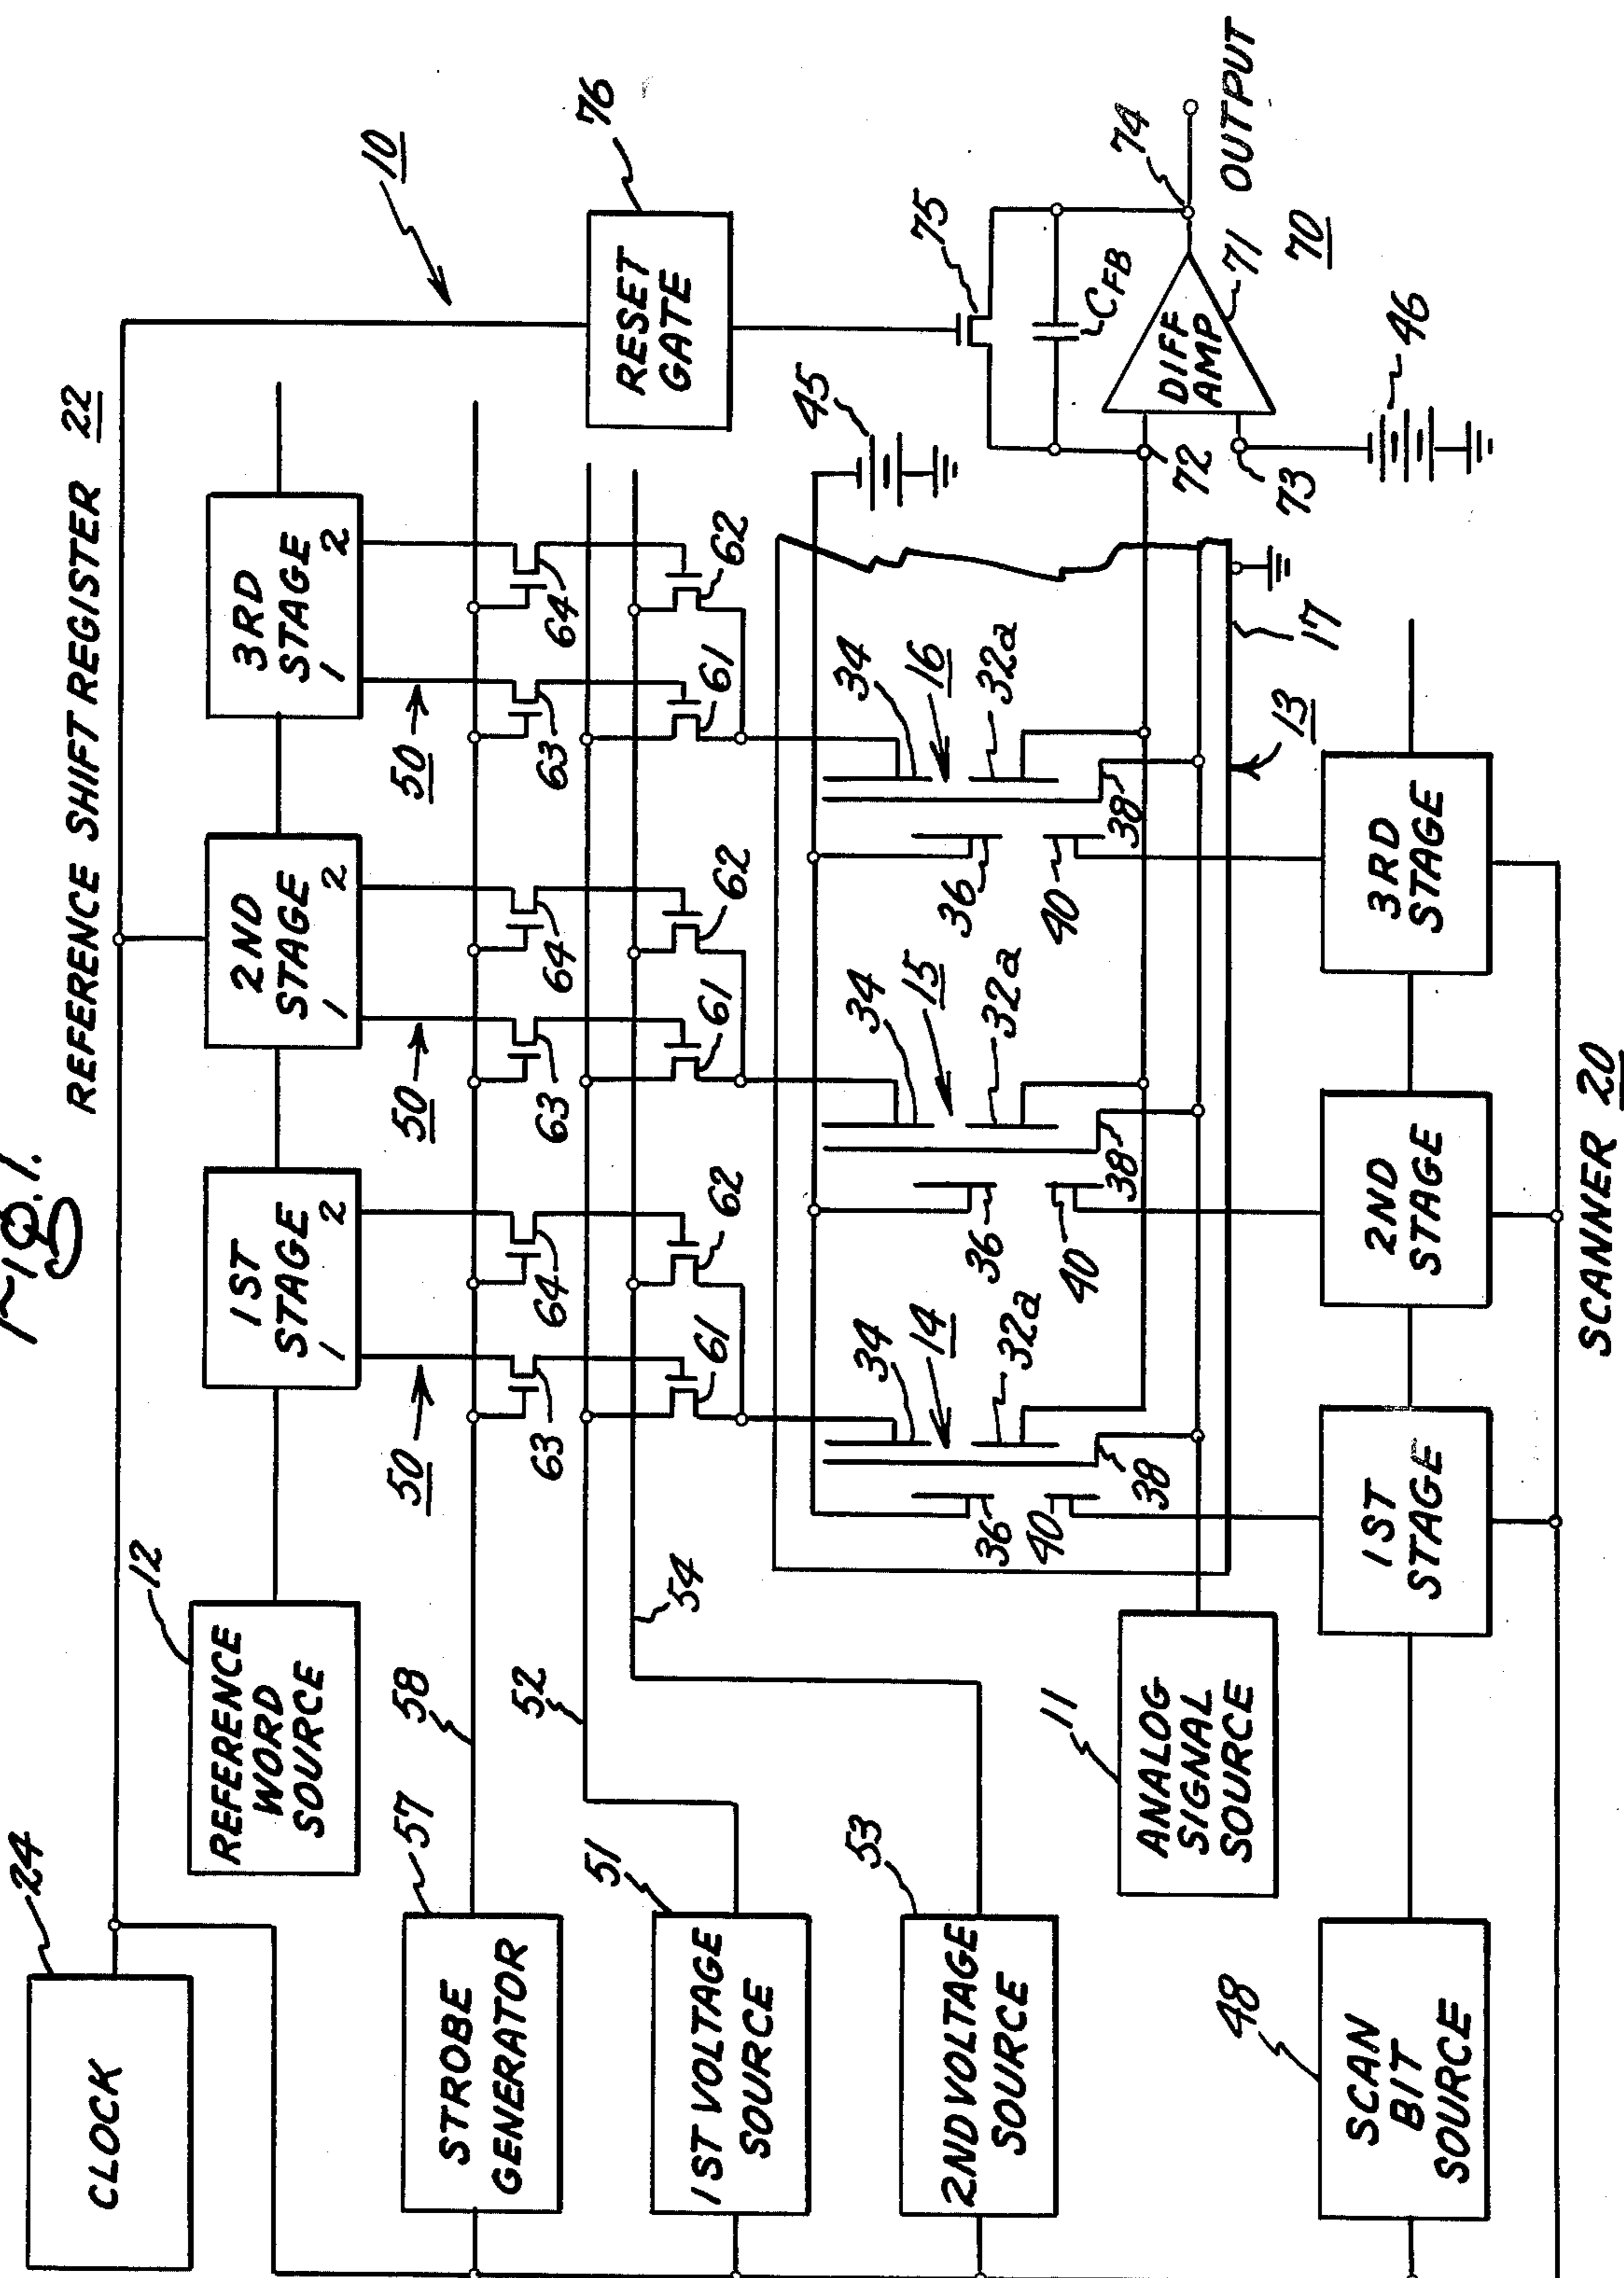 Fig. 1.
REFERENCE SHIFT REGISTER 22
10
24
CLOCK
12
REFERENCE
WORD
SOURCE
1ST
STAGE
1 2
2ND
STAGE
1 2
3RD
STAGE
1 2
76
RESET
GATE
50
50
50
57
STROBE
GENERATOR
58
63
64
63
64
63
64
51
1ST VOLTAGE
SOURCE
52
61
62
61
62
61
62
53
2ND VOLTAGE
SOURCE
54
45
75
CFB
74
OUTPUT
34
14
32a
34
15
32a
34
16
32a
36
40
38
36
40
38
36
40
38
72
73
DIFF
AMP
71
70
46
17
13
11
ANALOG
SIGNAL
SOURCE
48
SCAN
BIT
SOURCE
1ST
STAGE
2ND
STAGE
3RD
STAGE
SCANNER 20